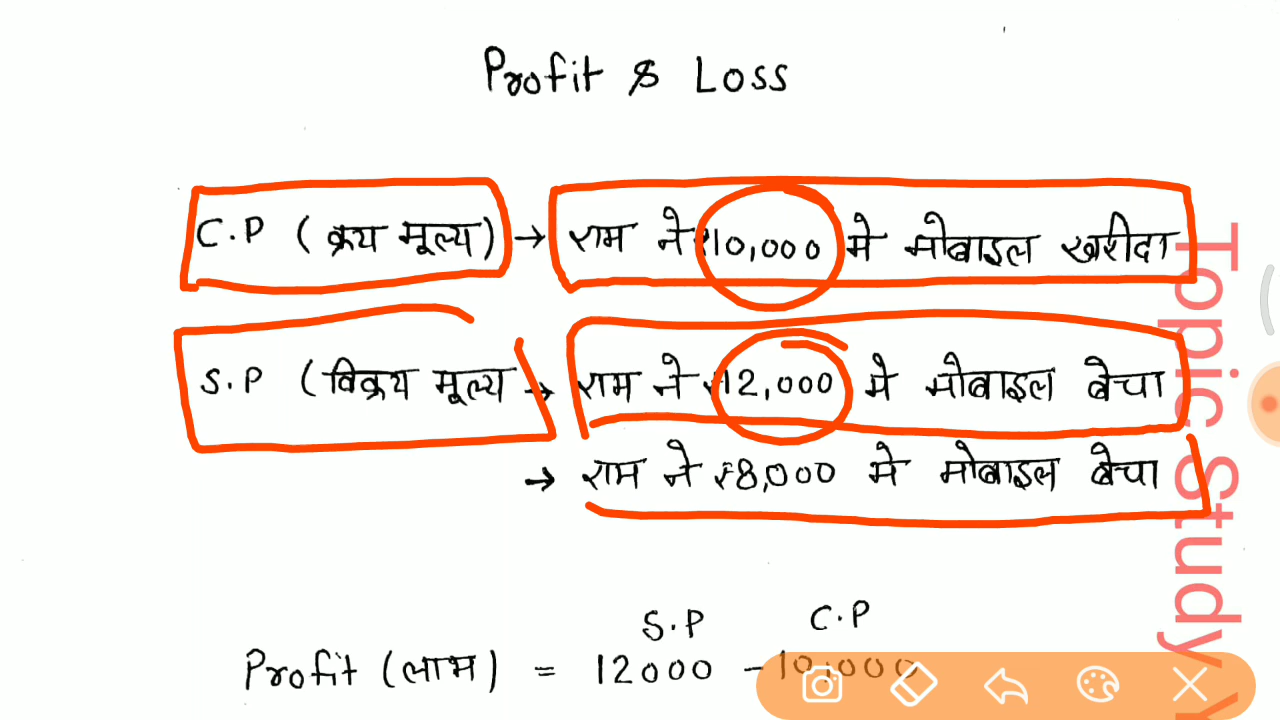 Profit & Loss
C.P ( क्रय मूल्य) → राम ने ₹10,000 मे मोबाइल खरीदा
S.P (विक्रय मूल्य → राम ने ₹12,000 मे मोबाइल बेचा
→ राम ने ₹8,000 मे मोबाइल बेचा
S.P C.P
Profit (लाभ) = 12000 - 10,000
Topic Study